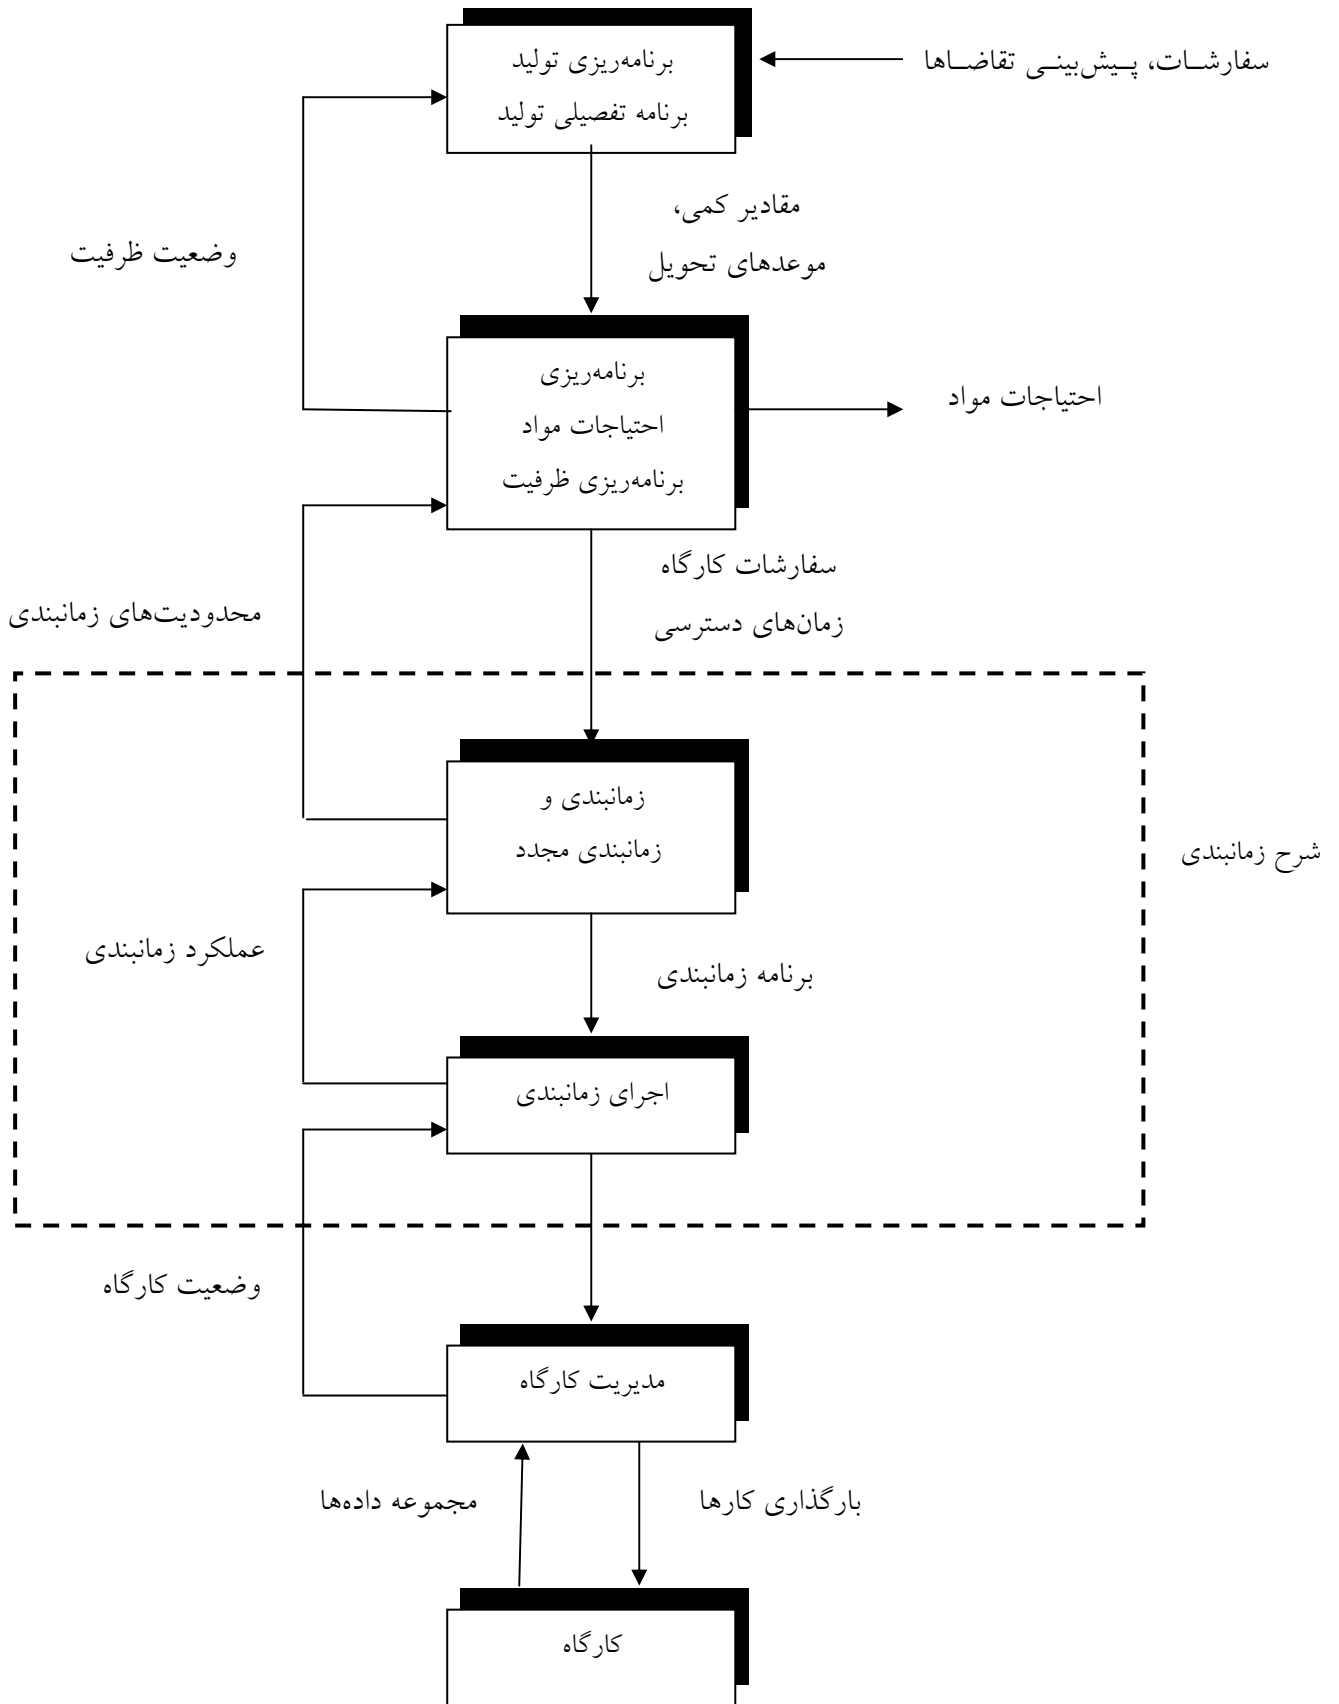 برنامه‌ریزی تولید
برنامه تفصیلی تولید
سفارشات، پیش‌بینی تقاضاها
مقادیر کمی،
موعدهای تحویل
وضعیت ظرفیت
برنامه‌ریزی
احتیاجات مواد
برنامه‌ریزی ظرفیت
احتیاجات مواد
سفارشات کارگاه
زمان‌های دسترسی
محدودیت‌های زمانبندی
زمانبندی و
زمانبندی مجدد
شرح زمانبندی
عملکرد زمانبندی
برنامه زمانبندی
اجرای زمانبندی
وضعیت کارگاه
مدیریت کارگاه
بارگذاری کارها
مجموعه داده‌ها
کارگاه